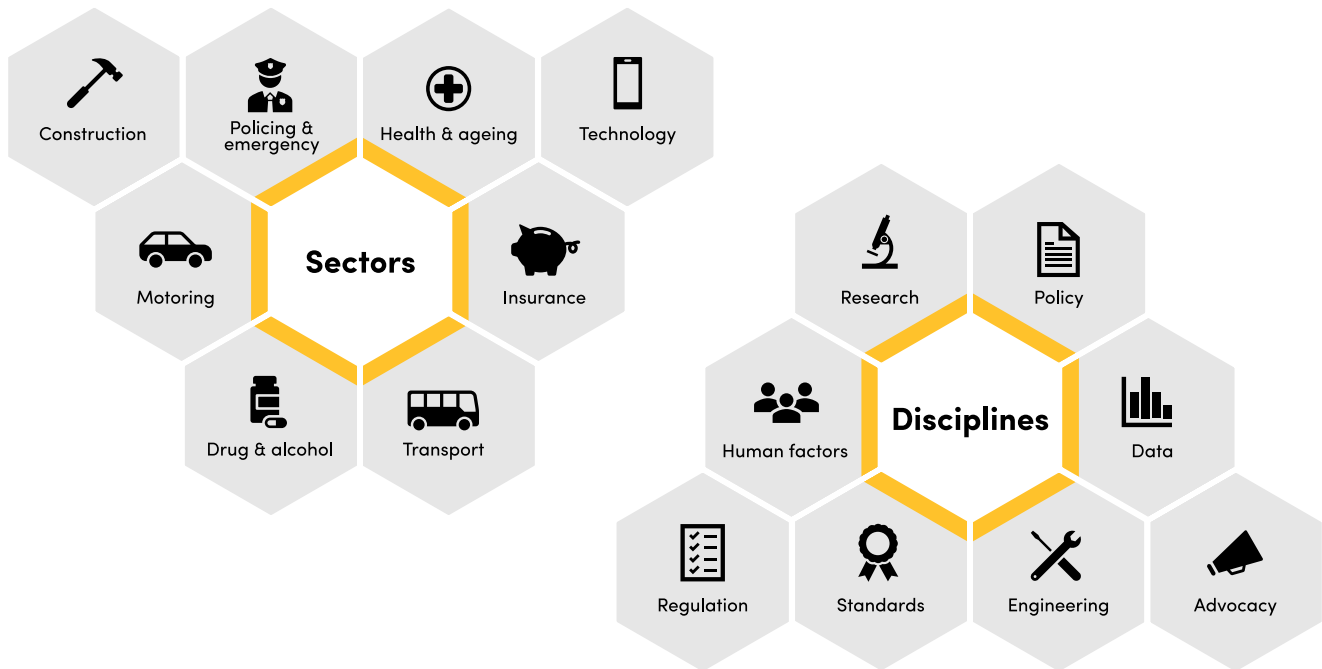 Construction
Policing &
emergency
Health & ageing
Technology
Motoring
Sectors
Insurance
Drug & alcohol
Transport
Research
Policy
Human factors
Disciplines
Data
Regulation
Standards
Engineering
Advocacy